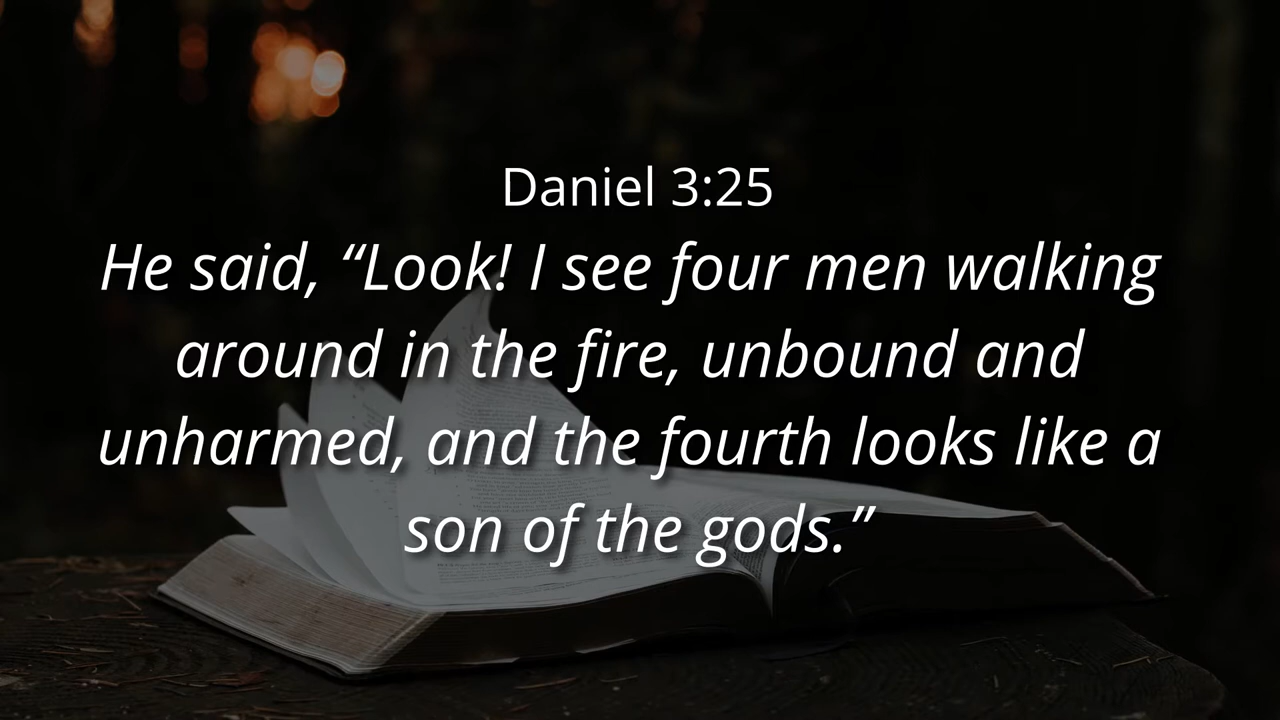 Daniel 3:25
He said, “Look! I see four men walking
around in the fire, unbound and
unharmed, and the fourth looks like a
son of the gods.”